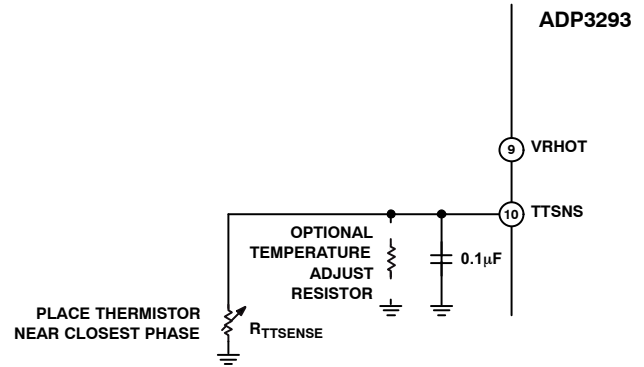 ADP3293
9 VRHOT
10 TTSNS
OPTIONAL
TEMPERATURE
ADJUST
RESISTOR
0.1μF
PLACE THERMISTOR
NEAR CLOSEST PHASE
RTTSENSE